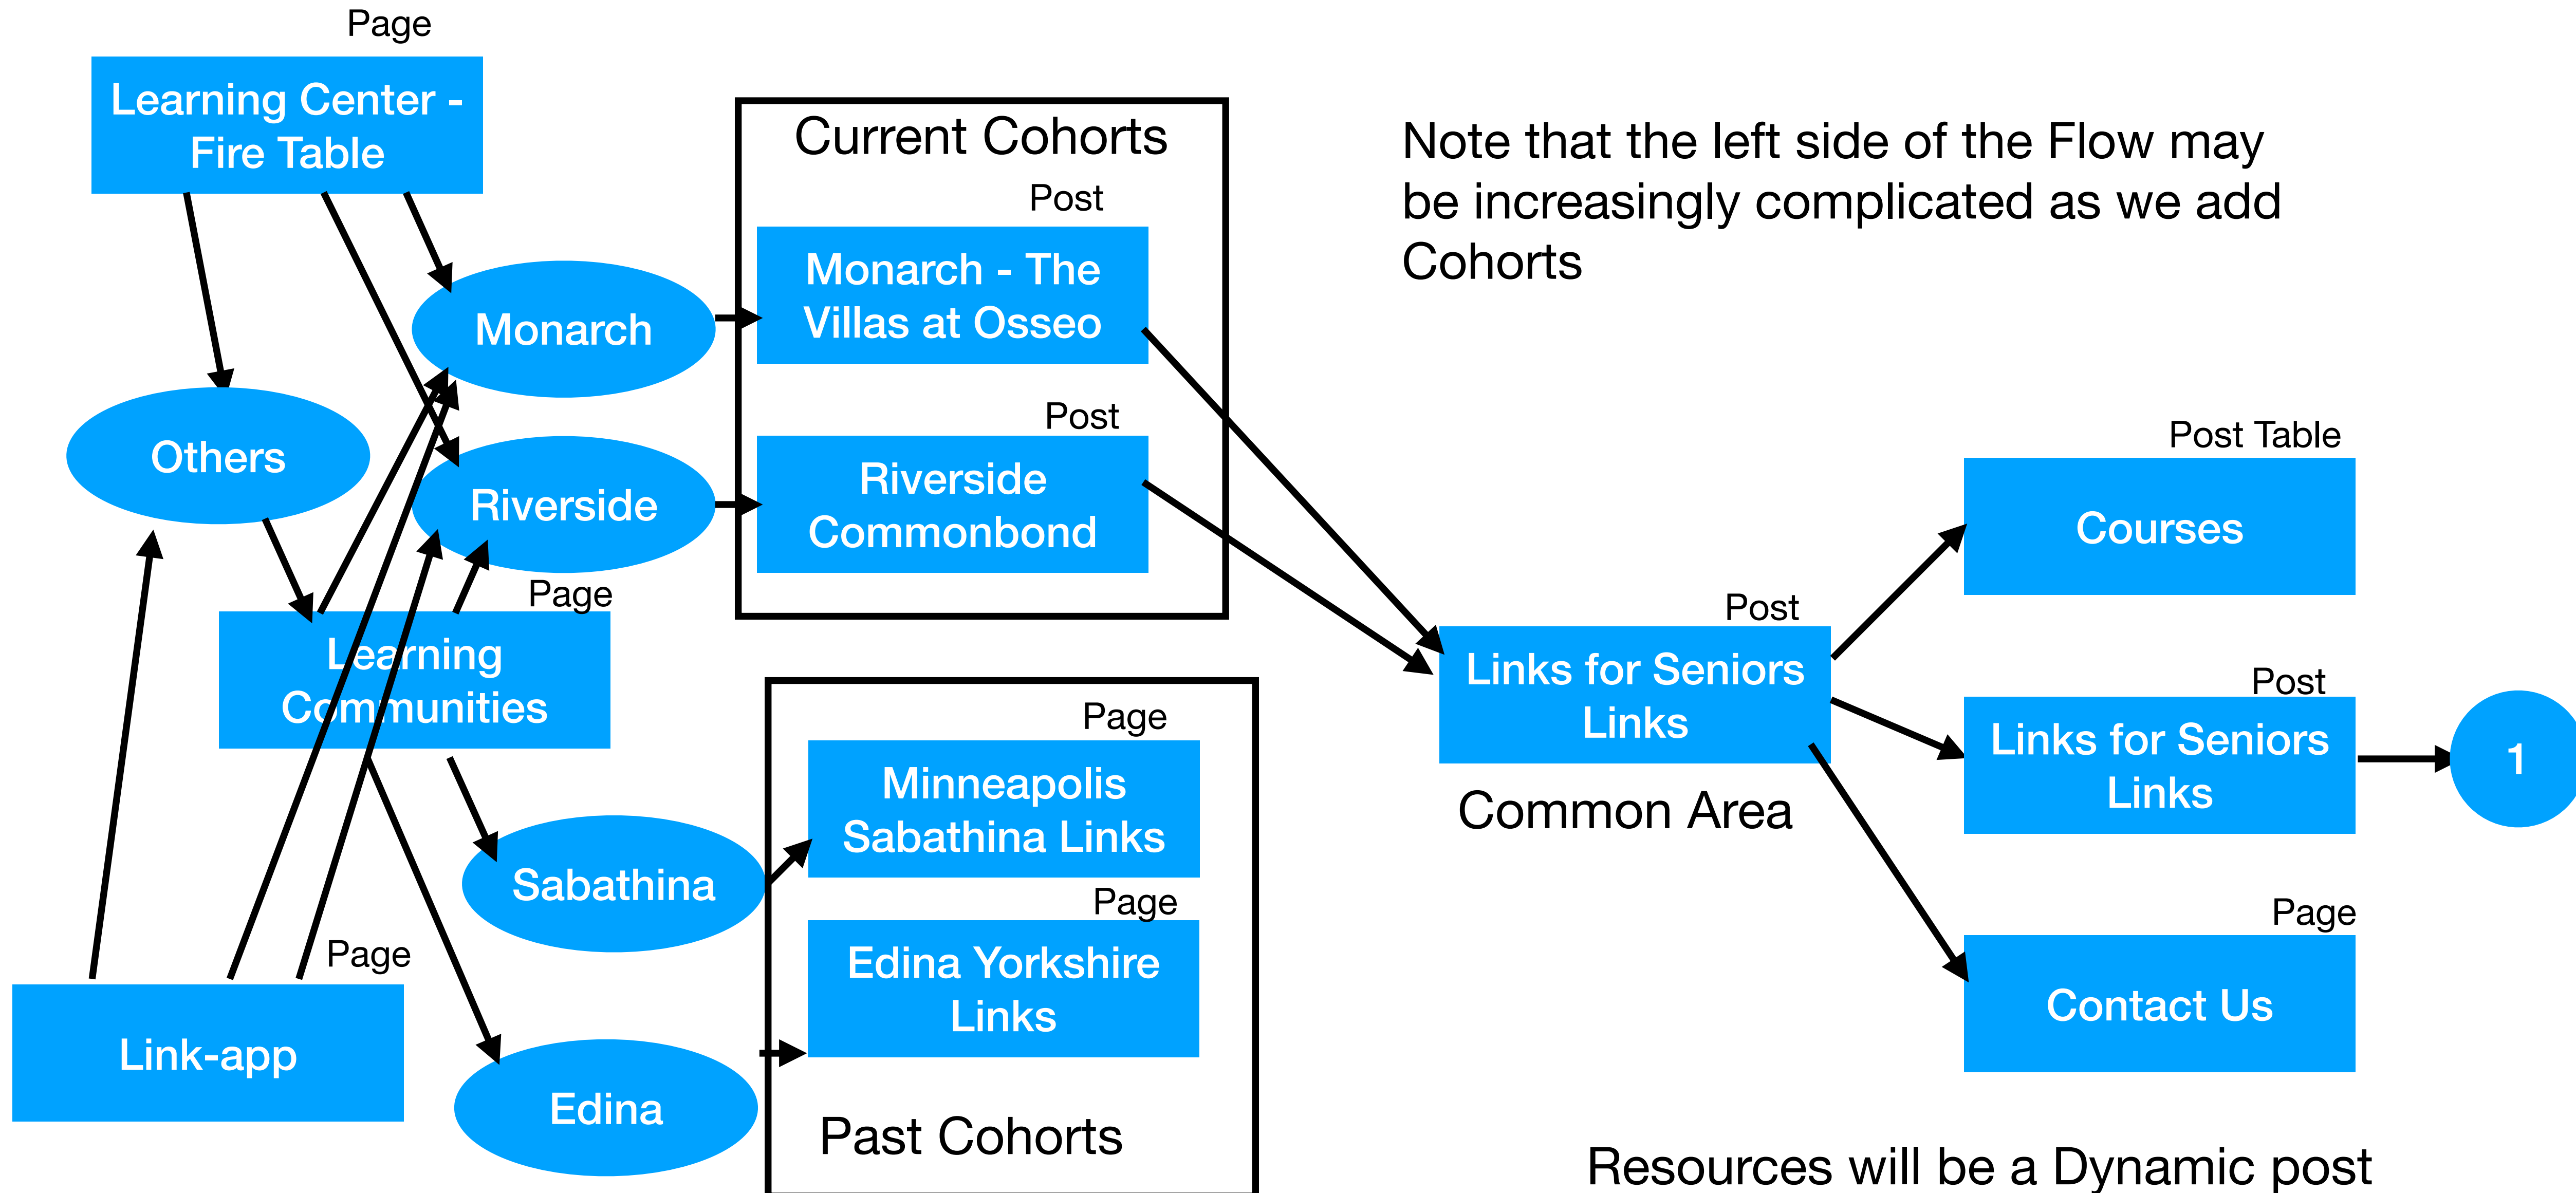 Page
Learning Center -
Fire Table
Current Cohorts
Post
Monarch - The
Villas at Osseo
Monarch
Note that the left side of the Flow may
be increasingly complicated as we add
Cohorts
Others
Riverside
Post
Riverside
Commonbond
Page
Learning
Communities
Page
Minneapolis
Sabathina Links
Sabathina
Page
Edina Yorkshire
Links
Page
Link-app
Edina
Past Cohorts
Post
Links for Seniors
Links
Common Area
Post Table
Courses
Post
Links for Seniors
Links
1
Page
Contact Us
Resources will be a Dynamic post